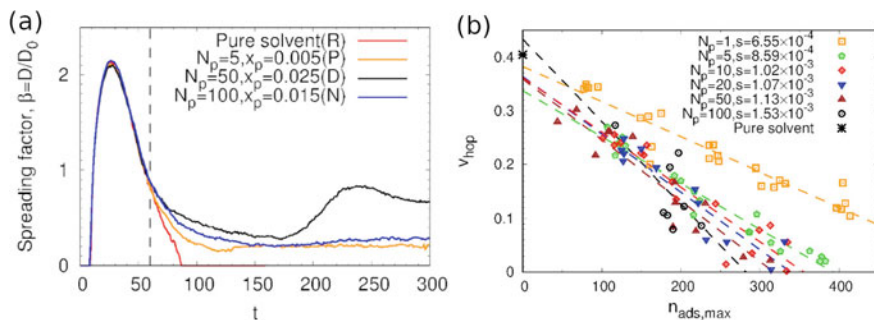 (a)
Spreading factor, β=D/D₀
2
1
0
Pure solvent(R)
Nₚ=5, xₚ=0.005(P)
Nₚ=50,xₚ=0.025(D)
Nₚ=100,xₚ=0.015(N)
0 50 100 150 200 250 300
t
(b)
v_hop
0.4
0.3
0.2
0.1
0
Nₚ=1,s=6.55×10⁻⁴
Nₚ=5,s=8.59×10⁻⁴
Nₚ=10,s=1.02×10⁻³
Nₚ=20,s=1.07×10⁻³
Nₚ=50,s=1.13×10⁻³
Nₚ=100,s=1.53×10⁻³
Pure solvent
0 100 200 300 400
n_ads,max